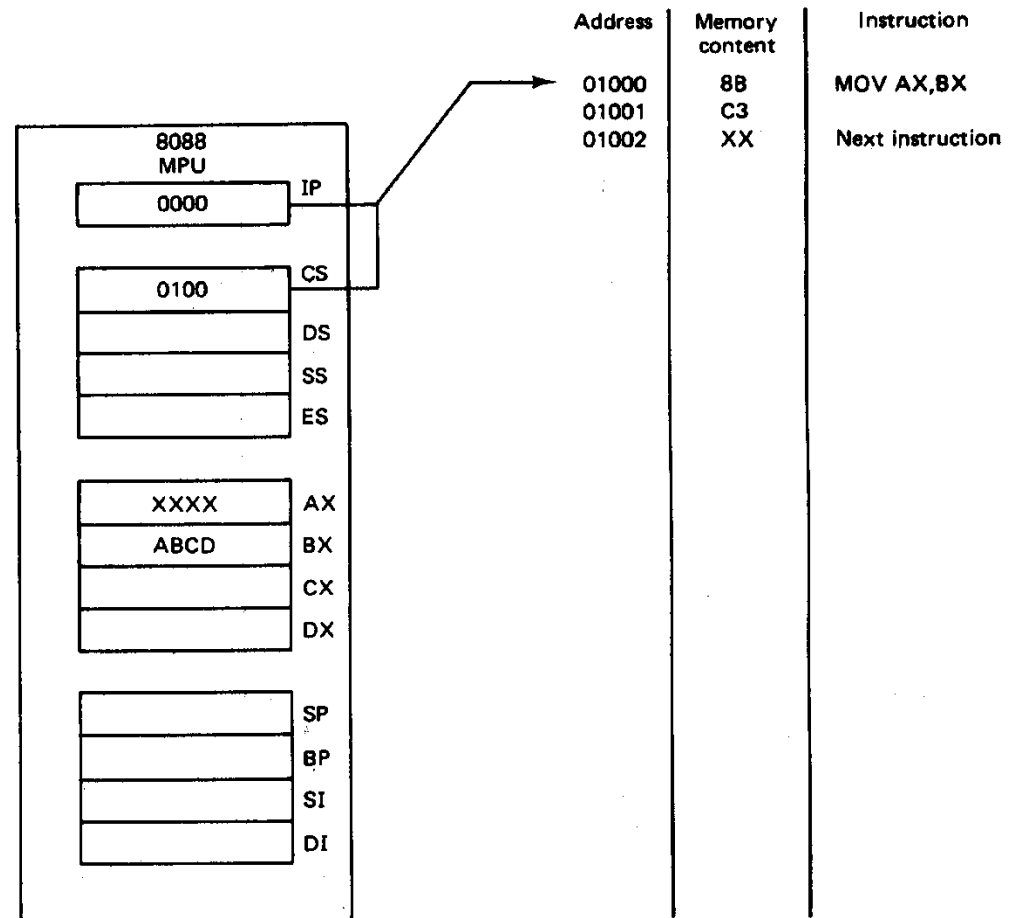 Address Memory content Instruction
01000 8B MOV AX,BX
01001 C3
01002 XX Next instruction
8088
MPU
IP
0000
CS
0100
DS
SS
ES
XXXX AX
ABCD BX
CX
DX
SP
BP
SI
DI